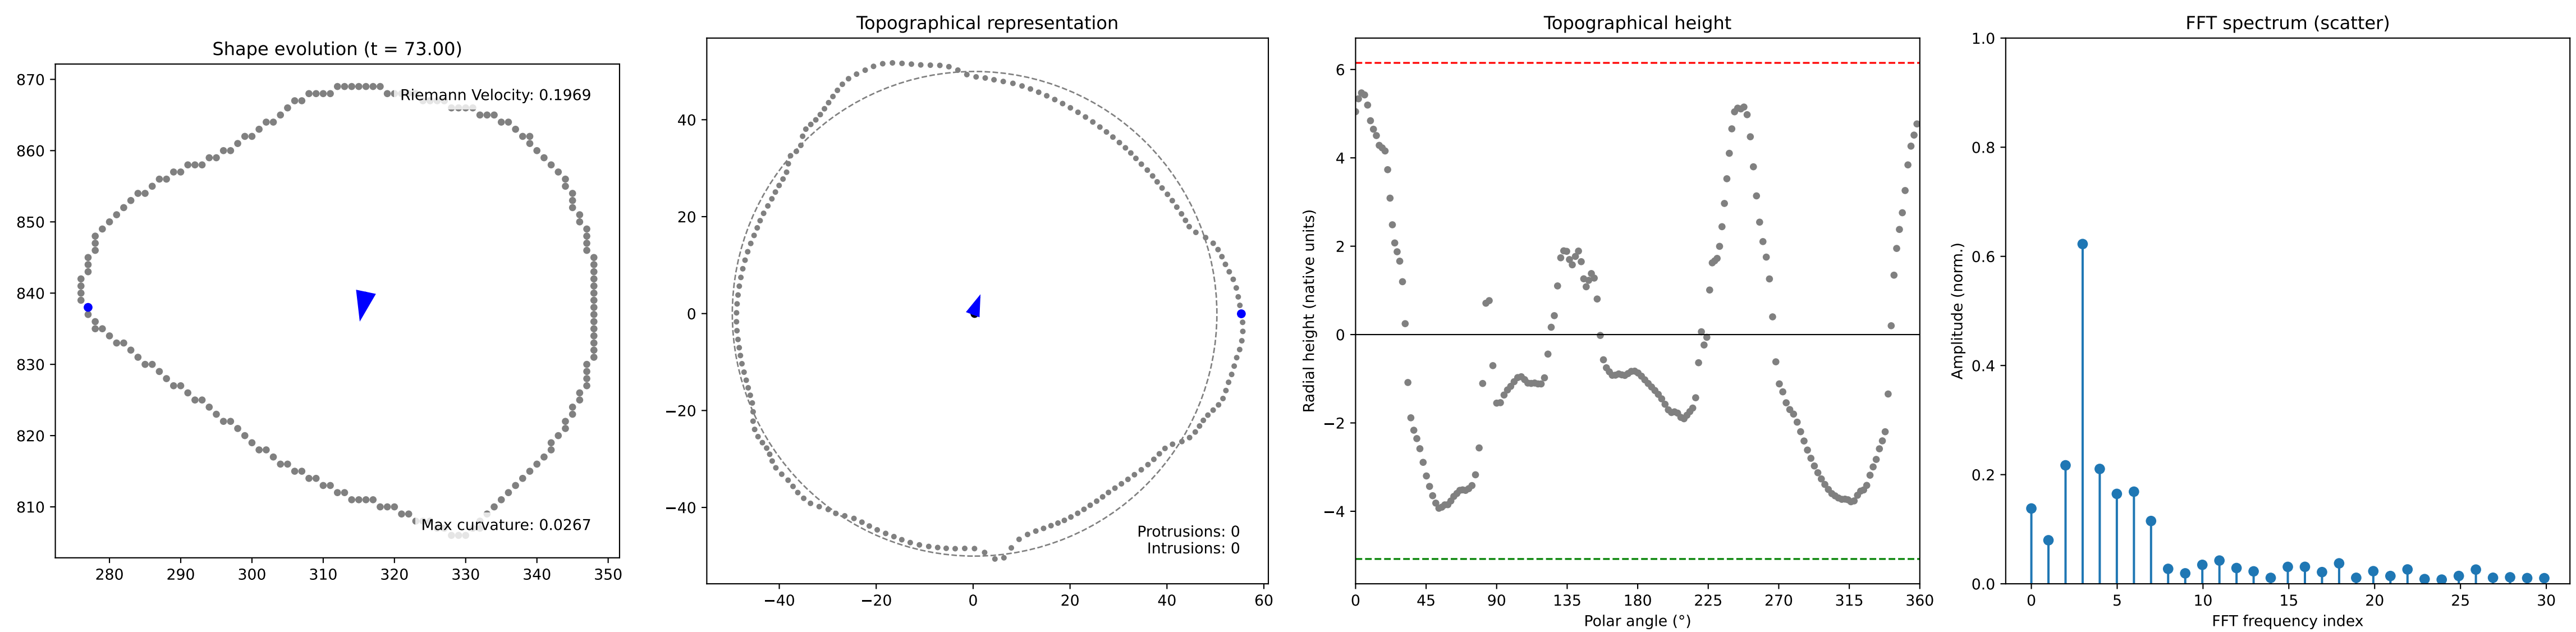 Shape evolution (t = 73.00)
870
860
850
840
830
820
810
280 290 300 310 320 330 340 350
Riemann Velocity: 0.1969
Max curvature: 0.0267
Topographical representation
40
20
0
−20
−40
−40 −20 0 20 40 60
Protrusions: 0
Intrusions: 0
Topographical height
Radial height (native units)
6
4
2
0
−2
−4
0 45 90 135 180 225 270 315 360
Polar angle (°)
FFT spectrum (scatter)
Amplitude (norm.)
1.0
0.8
0.6
0.4
0.2
0.0
0 5 10 15 20 25 30
FFT frequency index